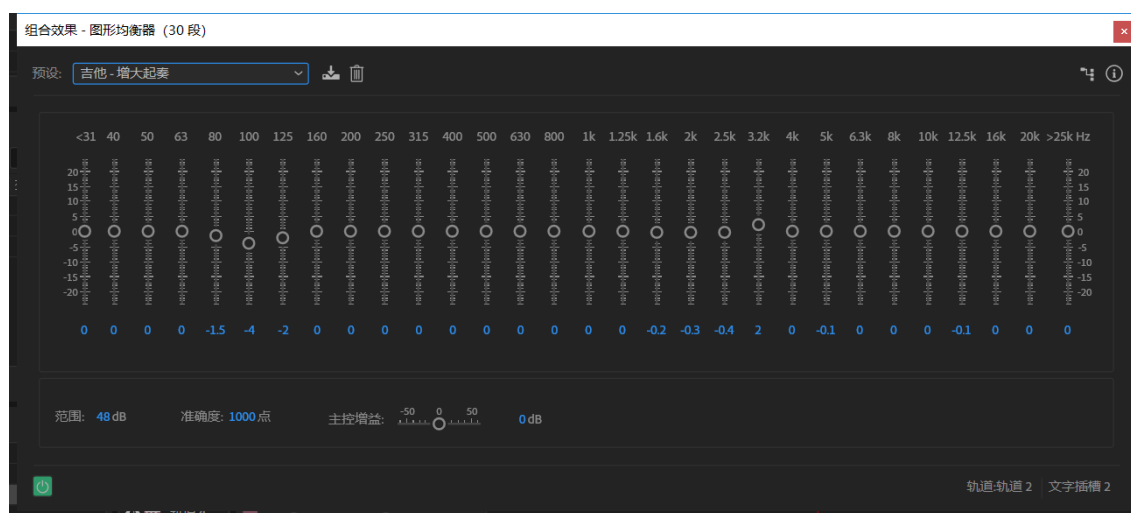 组合效果 - 图形均衡器 (30 段)
预设: 吉他 - 增大起奏
<31 40 50 63 80 100 125 160 200 250 315 400 500 630 800 1k 1.25k 1.6k 2k 2.5k 3.2k 4k 5k 6.3k 8k 10k 12.5k 16k 20k >25k Hz
20 20
15 15
10 10
5 5
0 0
-5 -5
-10 -10
-15 -15
-20 -20
0 0 0 0 -1.5 -4 -2 0 0 0 0 0 0 0 0 0 0 -0.2 -0.3 -0.4 2 0 -0.1 0 0 0 -0.1 0 0 0
-50 0 50
范围: 48 dB 准确度: 1000 点 主控增益: 0 dB
轨道:轨道 2 文字插槽 2